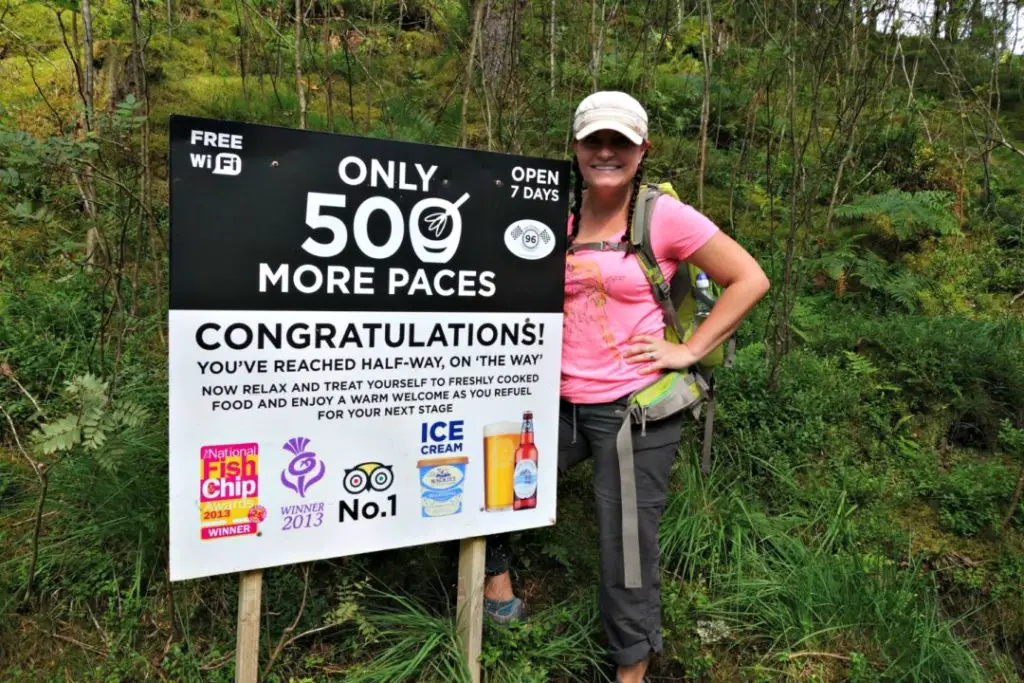 FREE
WiFi
ONLY
500
MORE PACES
OPEN
7 DAYS
96
CONGRATULATIONS!
YOU'VE REACHED HALF-WAY, ON 'THE WAY'
NOW RELAX AND TREAT YOURSELF TO FRESHLY COOKED
FOOD AND ENJOY A WARM WELCOME AS YOU REFUEL
FOR YOUR NEXT STAGE
The National
Fish &
Chip
Awards
2013
WINNER
WINNER
2013
No.1
ICE
CREAM